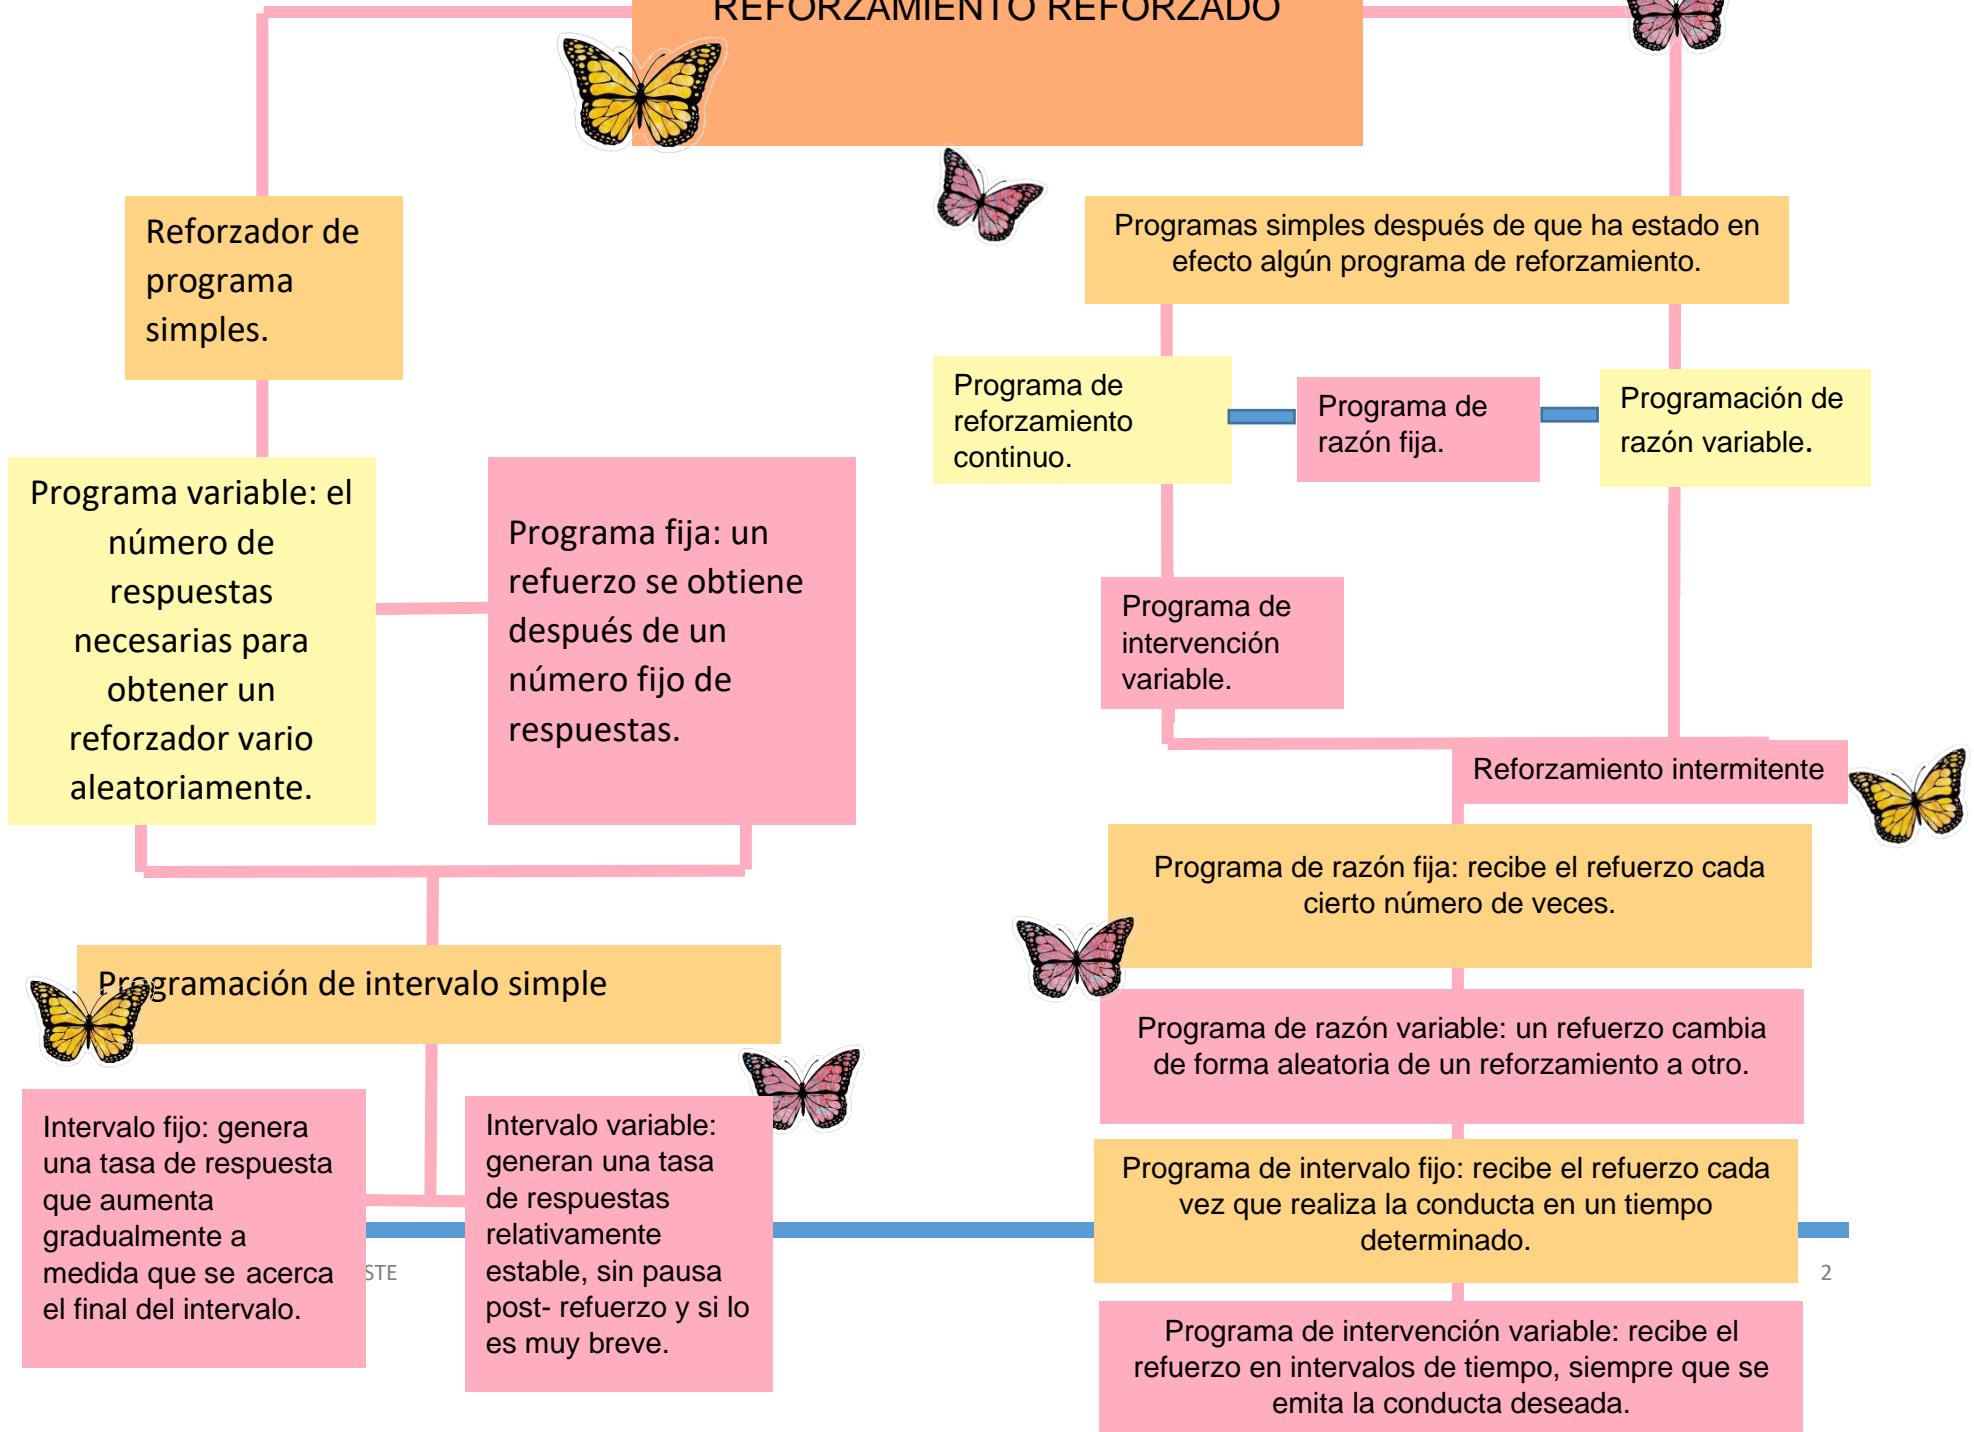 REFORZAMIENTO REFORZADO
Reforzador de
programa
simples.
Programa variable: el
número de
respuestas
necesarias para
obtener un
reforzador vario
aleatoriamente.
Programa fija: un
refuerzo se obtiene
después de un
número fijo de
respuestas.
Programación de intervalo simple
Intervalo fijo: genera
una tasa de respuesta
que aumenta
gradualmente a
medida que se acerca
el final del intervalo.
Intervalo variable:
generan una tasa
de respuestas
relativamente
estable, sin pausa
post- refuerzo y si lo
es muy breve.
STE
Programas simples después de que ha estado en
efecto algún programa de reforzamiento.
Programa de
reforzamiento
continuo.
Programa de
razón fija.
Programación de
razón variable.
Programa de
intervención
variable.
Reforzamiento intermitente
Programa de razón fija: recibe el refuerzo cada
cierto número de veces.
Programa de razón variable: un refuerzo cambia
de forma aleatoria de un reforzamiento a otro.
Programa de intervalo fijo: recibe el refuerzo cada
vez que realiza la conducta en un tiempo
determinado.
Programa de intervención variable: recibe el
refuerzo en intervalos de tiempo, siempre que se
emita la conducta deseada.
2